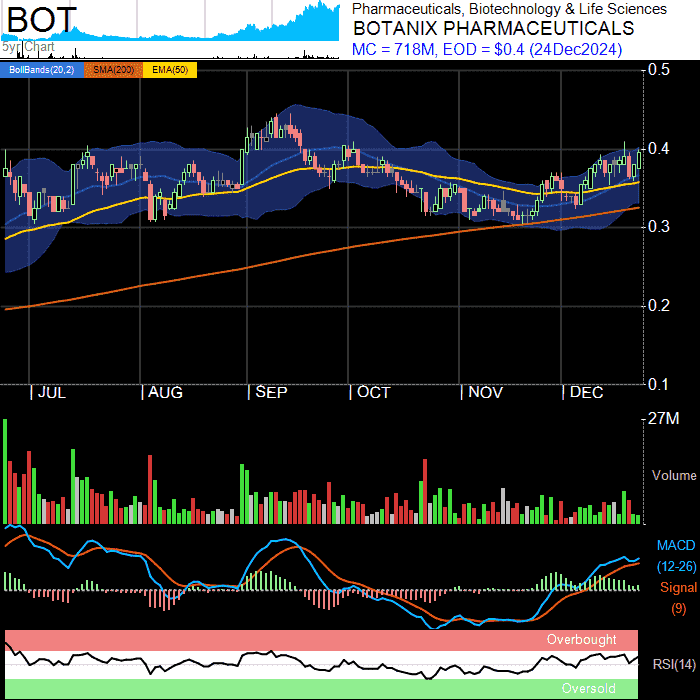 BOT
5yr Chart
Pharmaceuticals, Biotechnology & Life Sciences
BOTANIX PHARMACEUTICALS
MC = 718M, EOD = $0.4 (24Dec2024)
BollBands(20,2) SMA(200) EMA(50)
0.5
0.4
0.3
0.2
0.1
JUL AUG SEP OCT NOV DEC
27M
Volume
MACD
(12-26)
Signal
(9)
Overbought
RSI(14)
Oversold